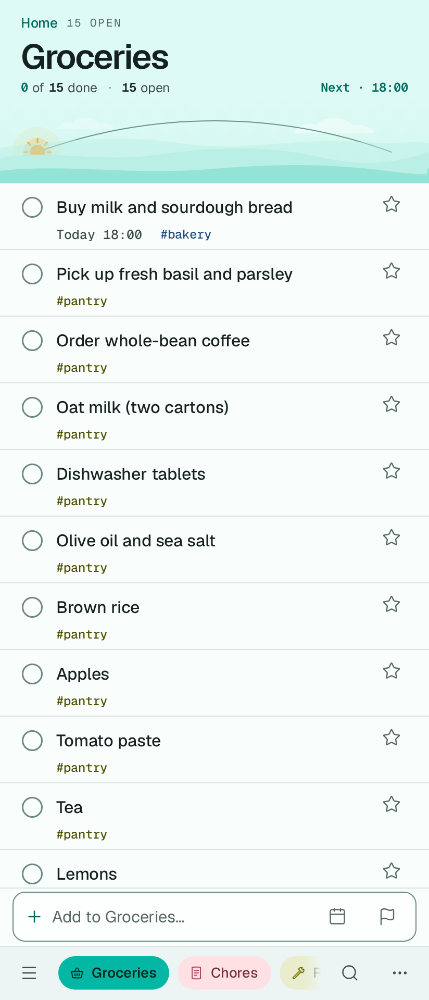 Home 15 OPEN
Groceries
0 of 15 done · 15 open
Next · 18:00
Buy milk and sourdough bread
Today 18:00 #bakery
Pick up fresh basil and parsley
#pantry
Order whole-bean coffee
#pantry
Oat milk (two cartons)
#pantry
Dishwasher tablets
#pantry
Olive oil and sea salt
#pantry
Brown rice
#pantry
Apples
#pantry
Tomato paste
#pantry
Tea
#pantry
Lemons
Add to Groceries…
Groceries Chores